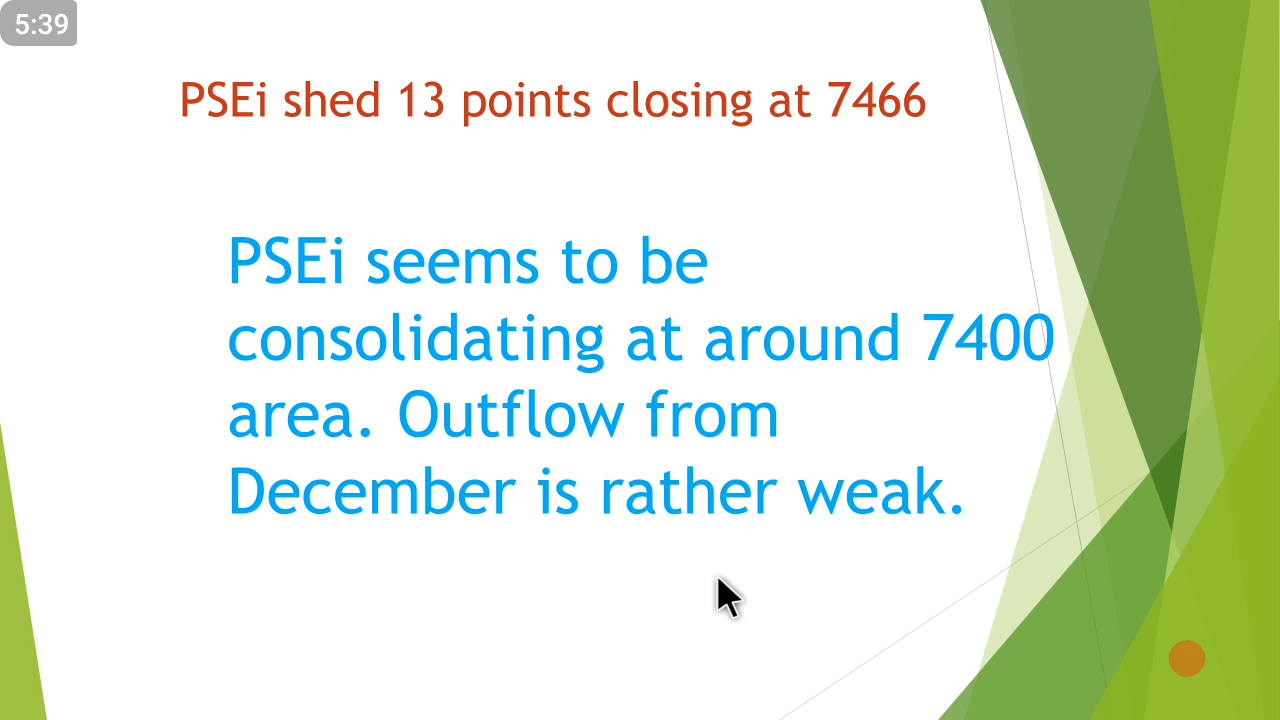 5:39
PSEi shed 13 points closing at 7466
PSEi seems to be
consolidating at around 7400
area. Outflow from
December is rather weak.